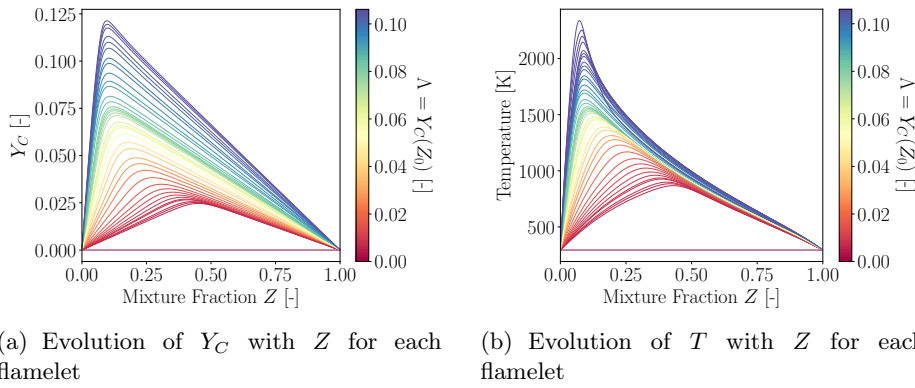 0.125
0.100
0.075
0.050
0.025
0.000
Y_C [-]
0.00 0.25 0.50 0.75 1.00
Mixture Fraction Z [-]
0.10
0.08
0.06
0.04
0.02
0.00
Λ = Y_C(Z_0) [-]
2000
1500
1000
500
Temperature [K]
0.00 0.25 0.50 0.75 1.00
Mixture Fraction Z [-]
0.10
0.08
0.06
0.04
0.02
0.00
Λ = Y_C(Z_0) [-]
(a) Evolution of Y_C with Z for each
flamelet
(b) Evolution of T with Z for each
flamelet